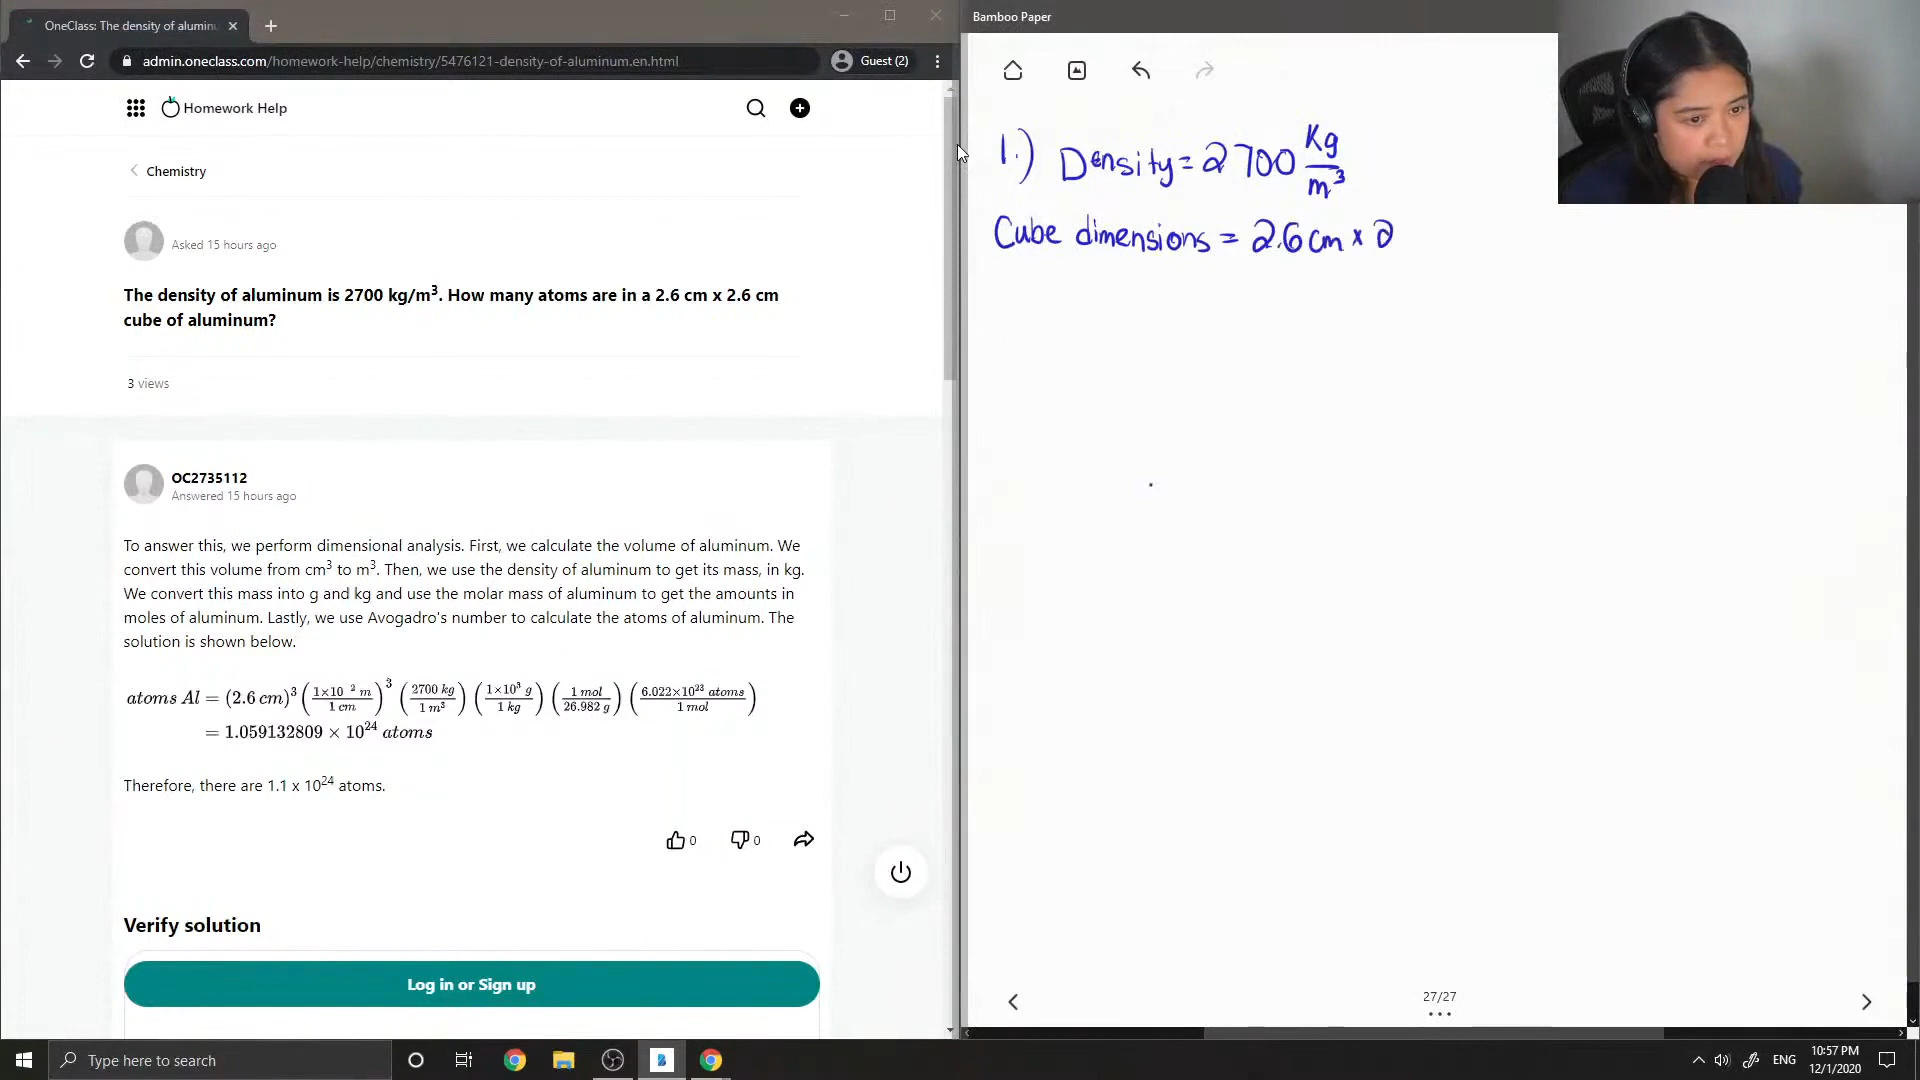 OneClass: The density of alumin
Bamboo Paper
admin.oneclass.com/homework-help/chemistry/5476121-density-of-aluminum.en.html
Guest (2)
Homework Help
Chemistry
Asked 15 hours ago
The density of aluminum is 2700 kg/m³. How many atoms are in a 2.6 cm x 2.6 cm
cube of aluminum?
3 views
OC2735112
Answered 15 hours ago
To answer this, we perform dimensional analysis. First, we calculate the volume of aluminum. We
convert this volume from cm³ to m³. Then, we use the density of aluminum to get its mass, in kg.
We convert this mass into g and kg and use the molar mass of aluminum to get the amounts in
moles of aluminum. Lastly, we use Avogadro's number to calculate the atoms of aluminum. The
solution is shown below.
atoms Al = (2.6 cm)³ (1×10⁻² m / 1 cm)³ (2700 kg / 1 m³) (1×10³ g / 1 kg) (1 mol / 26.982 g) (6.022×10²³ atoms / 1 mol)
= 1.059132809 × 10²⁴ atoms
Therefore, there are 1.1 x 10²⁴ atoms.
0 0
Verify solution
Log in or Sign up
1.) Density = 2700 Kg/m³
Cube dimensions = 2.6 cm × 2
27/27
Type here to search
ENG
10:57 PM
12/1/2020